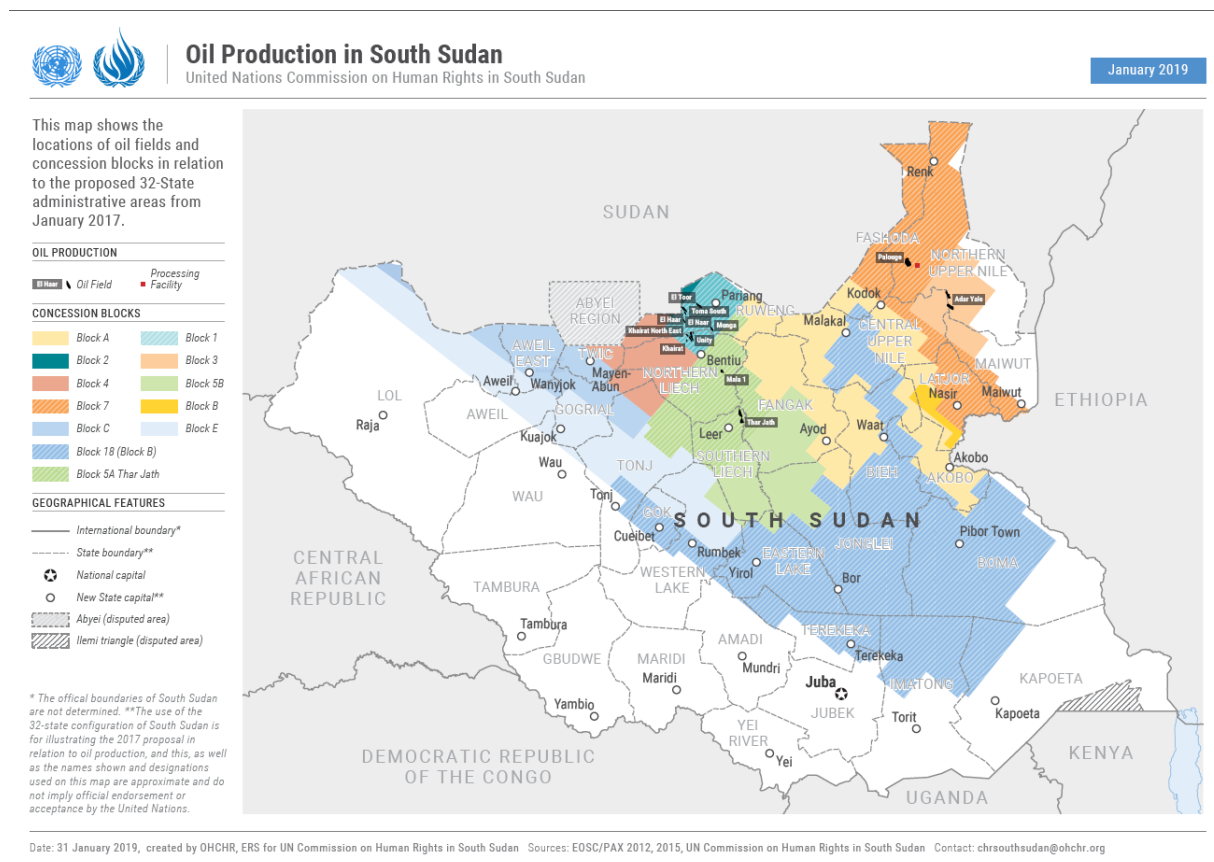 Oil Production in South Sudan
United Nations Commission on Human Rights in South Sudan
January 2019
This map shows the
locations of oil fields and
concession blocks in relation
to the proposed 32-State
administrative areas from
January 2017.
OIL PRODUCTION
El Haar
Oil Field
Processing
Facility
CONCESSION BLOCKS
Block A
Block 1
Block 2
Block 3
Block 4
Block 5B
Block 7
Block B
Block C
Block E
Block 18 (Block B)
Block 5A Thar Jath
GEOGRAPHICAL FEATURES
International boundary*
State boundary**
National capital
New State capital**
Abyei (disputed area)
Ilemi triangle (disputed area)
* The offical boundaries of South Sudan
are not determined. **The use of the
32-state configuration of South Sudan is
for illustrating the 2017 proposal in
relation to oil production, and this, as well
as the names shown and designations
used on this map are approximate and do
not imply official endorsement or
acceptance by the United Nations.
SUDAN
Renk
FASHODA
Palouge
NORTHERN
UPPER NILE
Adar Yale
Kodok
Malakal
CENTRAL
UPPER
NILE
MAIWUT
Maiwut
LATJOR
Nasir
ETHIOPIA
ABYEI
REGION
El Toor
Pariang
RUWENG
Toma South
El Haar
El Naar
Munga
Khairat North East
Unity
Khairat
Bentiu
NORTHERN
LIECH
Mala 1
FANGAK
Thar Jath
Leer
Ayod
Waat
SOUTHERN
LIECH
BIEH
Akobo
AKOBO
AWEIL
EAST
TWIC
Mayen-
Abun
Aweil
Wanyjok
LOL
Raja
AWEIL
GOGRIAL
Kuajok
Wau
TONJ
WAU
Tonj
GOK
Cueibet
SOUTH SUDAN
Rumbek
EASTERN
LAKE
Yirol
JONGLEI
Pibor Town
BOMA
Bor
WESTERN
LAKE
CENTRAL
AFRICAN
REPUBLIC
TAMBURA
Tambura
GBUDWE
Yambio
MARIDI
Maridi
AMADI
Mundri
TEREKEKA
Terekeka
Juba
JUBEK
IMATONG
Torit
KAPOETA
Kapoeta
YEI
RIVER
Yei
DEMOCRATIC REPUBLIC
OF THE CONGO
KENYA
UGANDA
Date: 31 January 2019, created by OHCHR, ERS for UN Commission on Human Rights in South Sudan Sources: EOSC/PAX 2012, 2015, UN Commission on Human Rights in South Sudan Contact: chrsouthsudan@ohchr.org